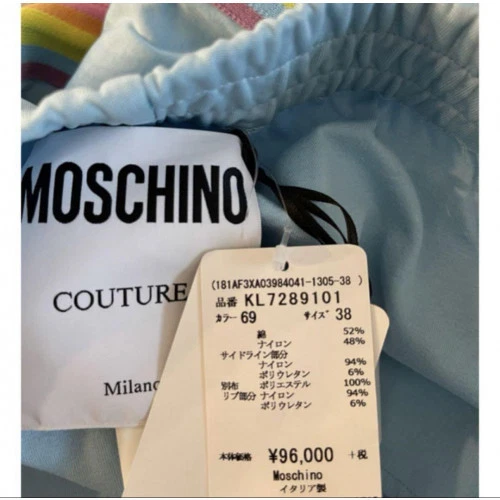 MOSCHINO
COUTURE
Milano
(181AF3XA03984041-1305-38 )
品番 KL7289101
ｶﾗｰ 69 ｻｲｽﾞ 38
綿 52%
ナイロン 48%
サイドライン部分
ナイロン 94%
ポリウレタン 6%
別布 ポリエステル 100%
リブ部分 ナイロン 94%
ポリウレタン 6%
本体価格 ¥96,000 +税
Moschino
イタリア製